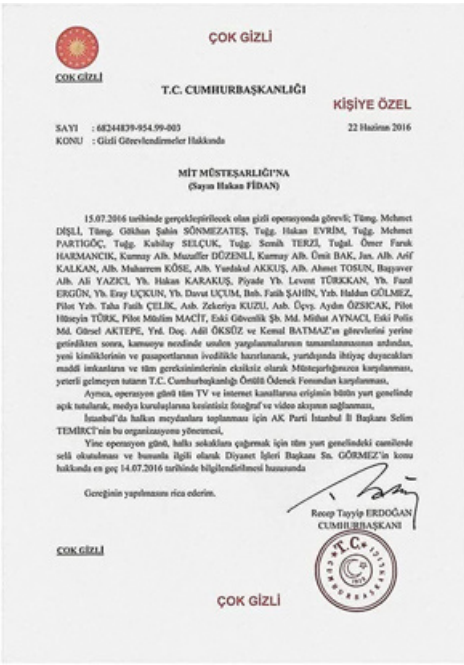 ÇOK GİZLİ
ÇOK GİZLİ
T.C. CUMHURBAŞKANLIĞI
KİŞİYE ÖZEL
SAYI : 68244839-954.99-003
22 Haziran 2016
KONU : Gizli Görevlendirmeler Hakkında
MİT MÜSTEŞARLIĞI'NA
(Sayın Hakan FİDAN)
15.07.2016 tarihinde gerçekleştirilecek olan gizli operasyonda görevli; Tümg. Mehmet
DİŞLİ, Tümg. Gökhan Şahin SÖNMEZATEŞ, Tuğg. Hakan EVRİM, Tuğg. Mehmet
PARTİGÖÇ, Tuğg. Kubilay SELÇUK, Tuğg. Semih TERZİ, Tuğal. Ömer Faruk
HARMANCIK, Kurmay Alb. Muzaffer DÜZENLİ, Kurmay Alb. Ümit BAK, Jan. Alb. Arif
KALKAN, Alb. Muharrem KÖSE, Alb. Yurdakul AKKUŞ, Alb. Ahmet TOSUN, Başyaver
Alb. Ali YAZICI, Yb. Hakan KARAKUŞ, Piyade Yb. Levent TÜRKKAN, Yb. Fazıl
ERGÜN, Yb. Eray UÇKUN, Yb. Davut UÇUM, Bnb. Fatih ŞAHİN, Yzb. Haldun GÜLMEZ,
Pilot Yzb. Taha Fatih ÇELİK, Asb. Zekeriya KUZU, Asb. Üçvş. Aydın ÖZSICAK, Pilot
Hüseyin TÜRK, Pilot Müslim MACİT, Eski Güvenlik Şb. Md. Mithat AYNACI, Eski Polis
Md. Gürsel AKTEPE, Yrd. Doç. Adil ÖKSÜZ ve Kemal BATMAZ'ın görevlerini yerine
getirdikten sonra, kamuoyu nezdinde usulen yargılanmalarının tamamlanmasının ardından,
yeni kimliklerinin ve pasaportlarının ivedilikle hazırlanarak, yurtdışında ihtiyaç duyacakları
maddi imkanların ve tüm gereksinimlerinin eksiksiz olarak Müsteşarlığınızca karşılanması,
yeterli gelmeyen tutarın T.C. Cumhurbaşkanlığı Örtülü Ödenek Fonundan karşılanması,
Ayrıca, operasyon günü tüm TV ve internet kanallarına erişimin bütün yurt genelinde
açık tutularak, medya kuruluşlarına kesintisiz fotoğraf ve video akışının sağlanması,
İstanbul'da halkın meydanları toplanması için AK Parti İstanbul İl Başkanı Selim
TEMİRCİ'nin bu organizasyonu yönetmesi,
Yine operasyon günü, halkı sokaklara çağırmak için tüm yurt genelindeki camilerde
selâ okutulması ve bununla ilgili olarak Diyanet İşleri Başkanı Sn. GÖRMEZ'in konu
hakkında en geç 14.07.2016 tarihinde bilgilendirilmesi hususunda
Gereğinin yapılmasını rica ederim.
Recep Tayyip ERDOĞAN
CUMHURBAŞKANI
T.C.
CUMHURBAŞKANLIĞI
ÇOK GİZLİ
ÇOK GİZLİ